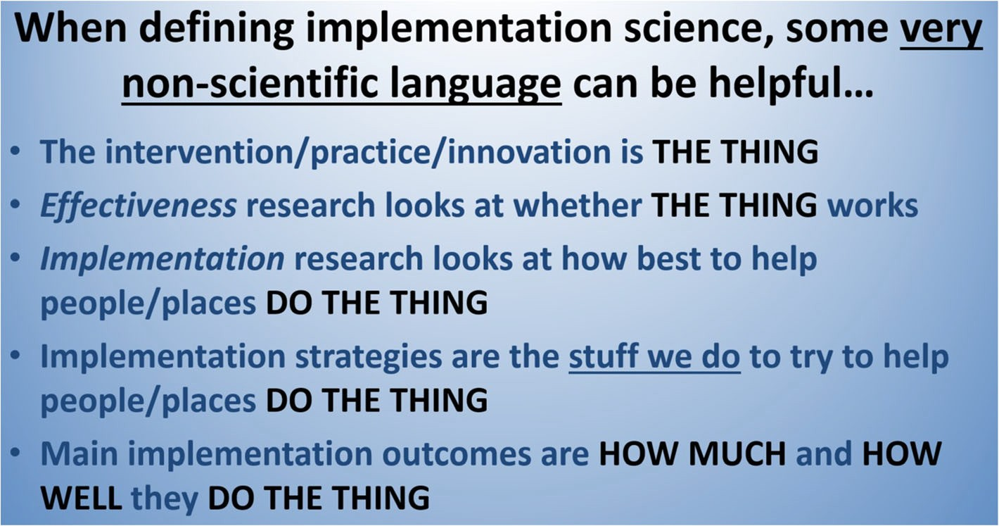 When defining implementation science, some very
non-scientific language can be helpful…
• The intervention/practice/innovation is THE THING
• Effectiveness research looks at whether THE THING works
• Implementation research looks at how best to help
people/places DO THE THING
• Implementation strategies are the stuff we do to try to help
people/places DO THE THING
• Main implementation outcomes are HOW MUCH and HOW
WELL they DO THE THING